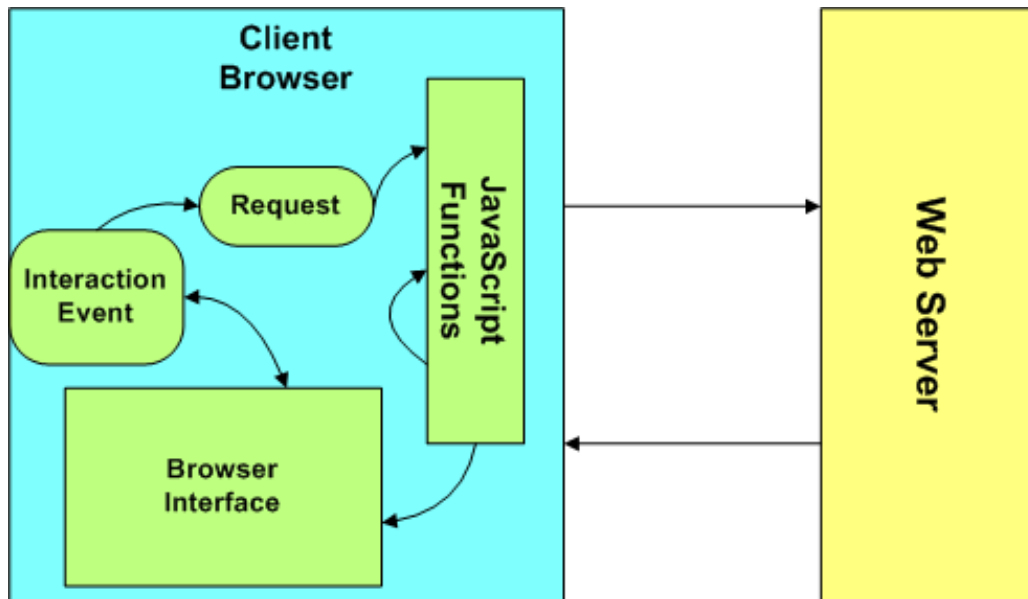 Client
Browser
Request
JavaScript
Functions
Interaction
Event
Browser
Interface
Web Server